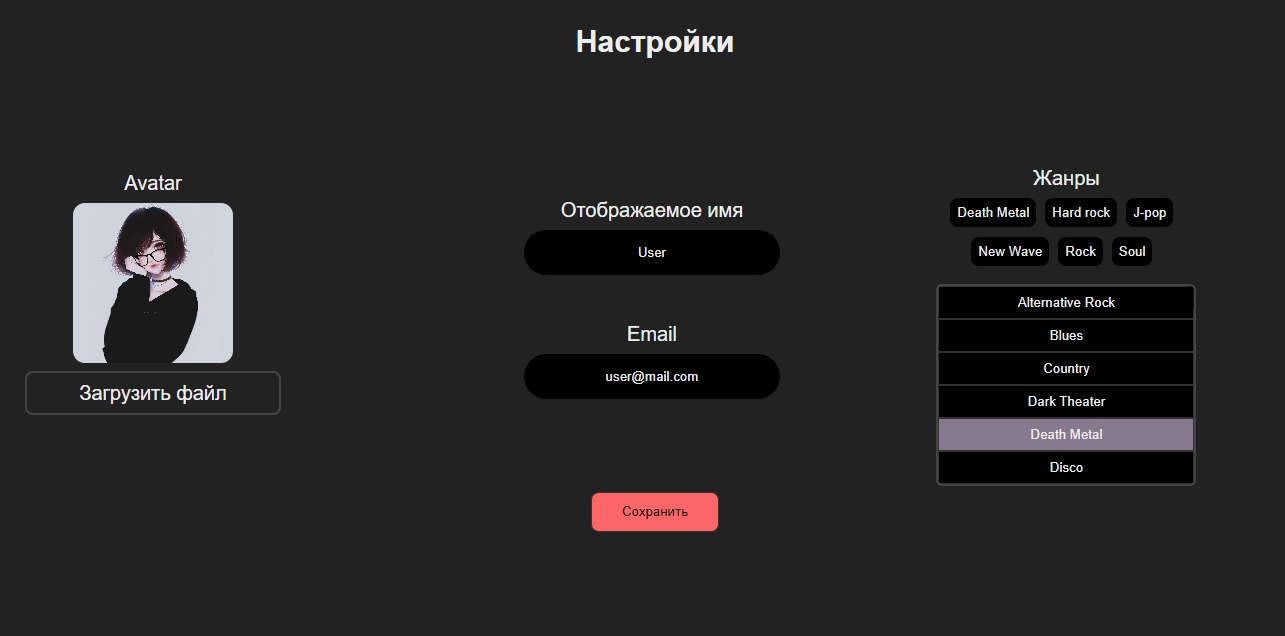 Настройки
Avatar
Загрузить файл
Отображаемое имя
User
Email
user@mail.com
Сохранить
Жанры
Death Metal Hard rock J-pop
New Wave Rock Soul
Alternative Rock
Blues
Country
Dark Theater
Death Metal
Disco